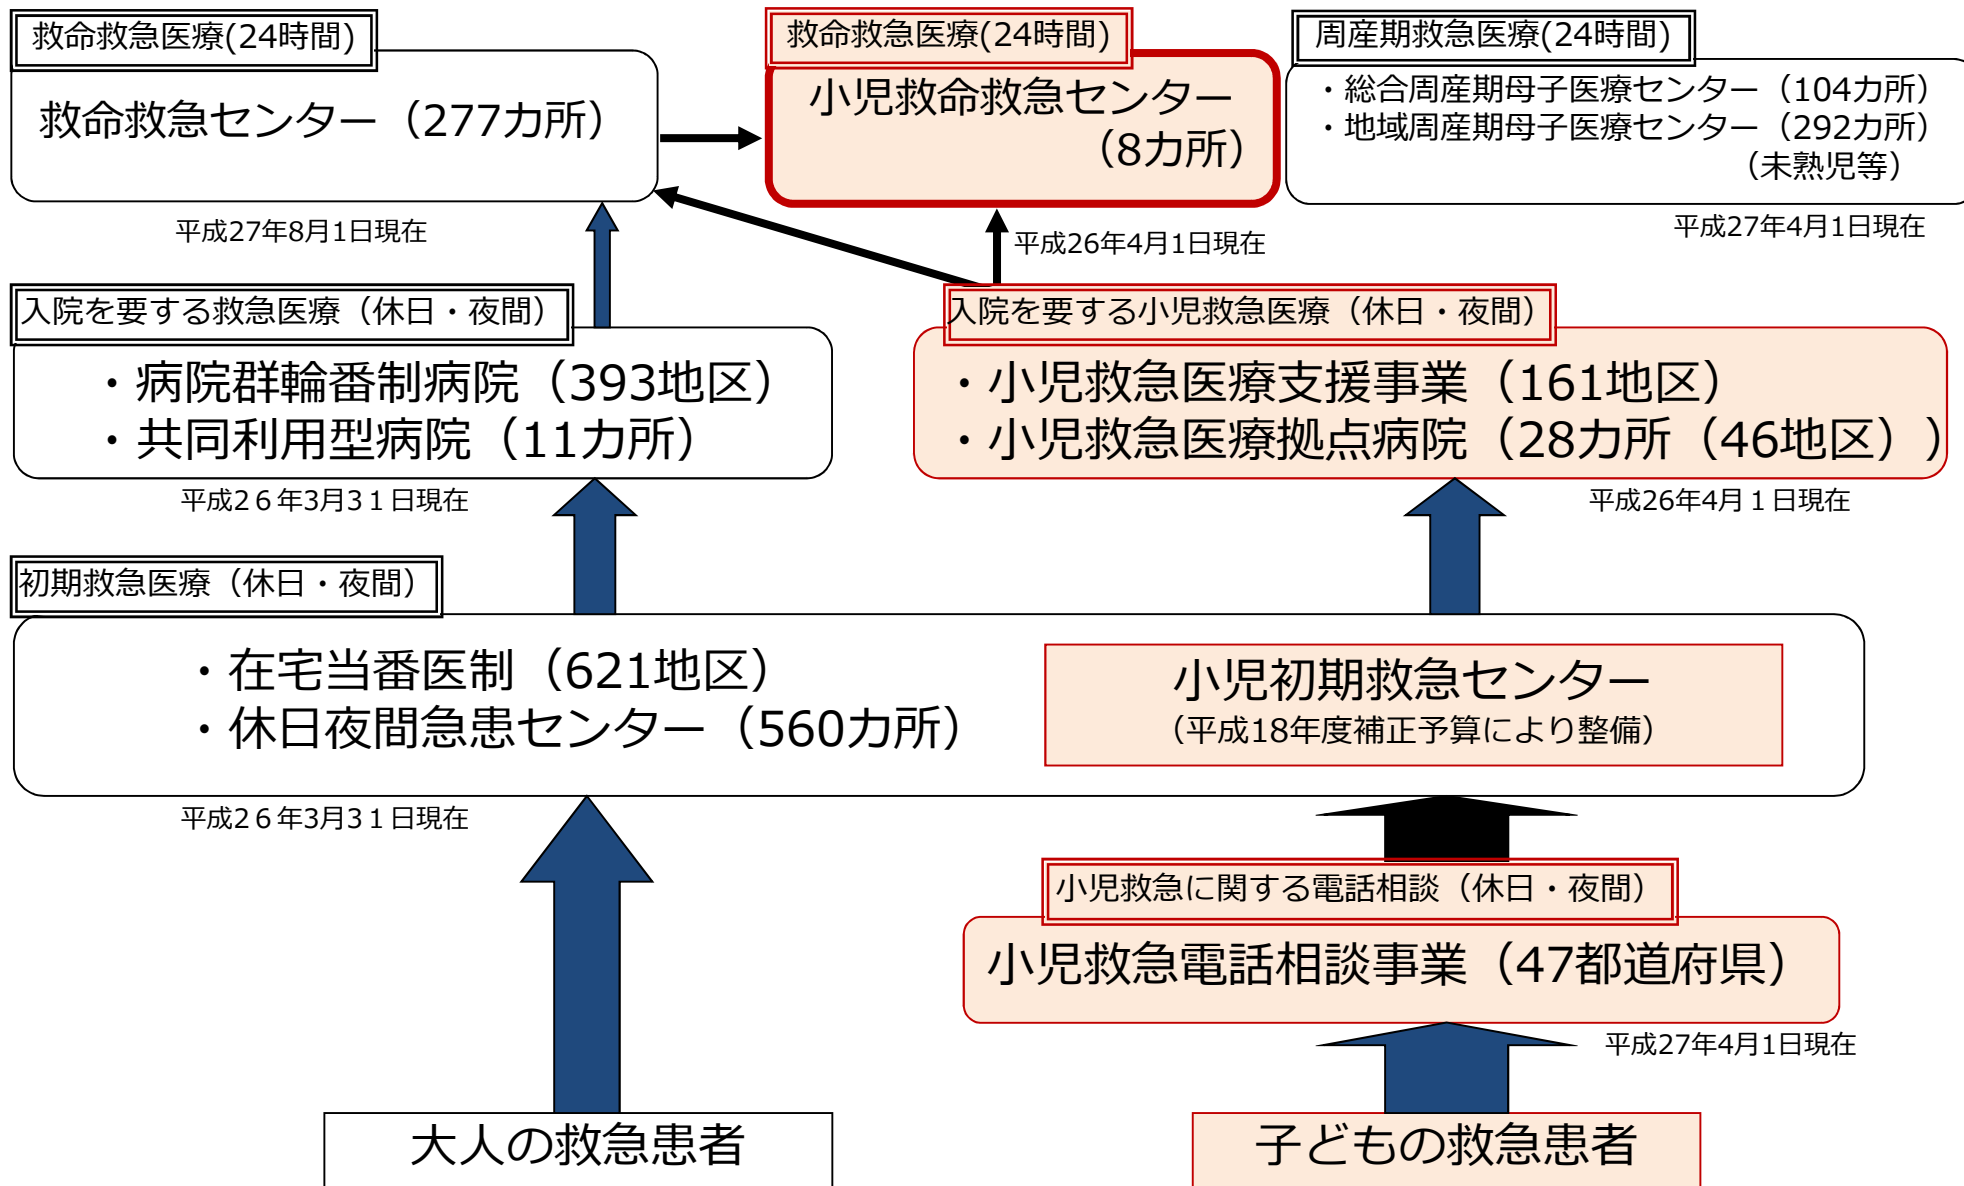 救命救急医療(24時間)
救命救急センター（277カ所）
平成27年8月1日現在
救命救急医療(24時間)
小児救命救急センター
（8カ所）
平成26年4月1日現在
周産期救急医療(24時間)
・総合周産期母子医療センター（104カ所）
・地域周産期母子医療センター（292カ所）
（未熟児等）
平成27年4月1日現在
入院を要する救急医療（休日・夜間）
・病院群輪番制病院（393地区）
・共同利用型病院（11カ所）
平成2６年3月3１日現在
入院を要する小児救急医療（休日・夜間）
・小児救急医療支援事業（161地区）
・小児救急医療拠点病院（28カ所（46地区））
平成26年4月１日現在
初期救急医療（休日・夜間）
・在宅当番医制（621地区）
・休日夜間急患センター（560カ所）
小児初期救急センター
（平成18年度補正予算により整備）
平成2６年3月3１日現在
小児救急に関する電話相談（休日・夜間）
小児救急電話相談事業（47都道府県）
平成27年4月1日現在
大人の救急患者
子どもの救急患者